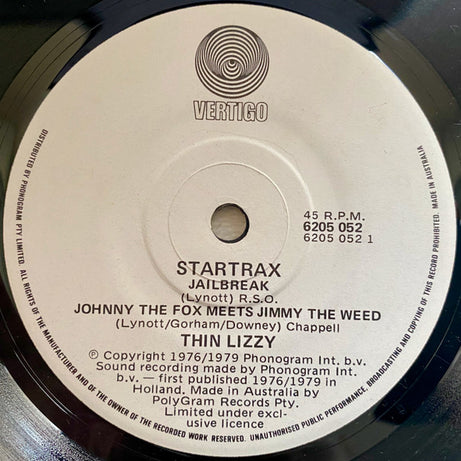 VERTIGO
45 R.P.M.
6205 052
6205 052 1
STARTRAX
JAILBREAK
(Lynott) R.S.O.
JOHNNY THE FOX MEETS JIMMY THE WEED
(Lynott/Gorham/Downey) Chappell
THIN LIZZY
℗ Copyright 1976/1979 Phonogram Int. b.v.
Sound recording made by Phonogram Int.
b.v. — first published 1976/1979 in
Holland. Made in Australia by
PolyGram Records Pty.
Limited under excl-
usive licence
DISTRIBUTED BY PHONOGRAM PTY LIMITED. ALL RIGHTS OF THE MANUFACTURER AND OF THE OWNER OF THE RECORDED WORK RESERVED. UNAUTHORISED PUBLIC PERFORMANCE, BROADCASTING AND COPYING OF THIS RECORD PROHIBITED. MADE IN AUSTRALIA